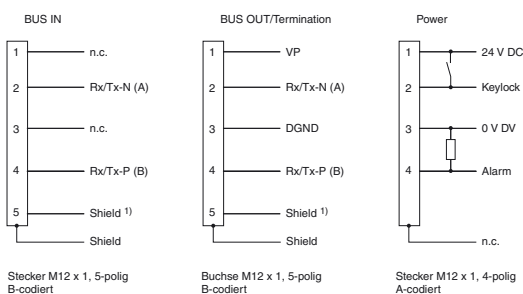 BUS IN
1 n.c.
2 Rx/Tx-N (A)
3 n.c.
4 Rx/Tx-P (B)
5 Shield 1)
Shield
Stecker M12 x 1, 5-polig
B-codiert
BUS OUT/Termination
1 VP
2 Rx/Tx-N (A)
3 DGND
4 Rx/Tx-P (B)
5 Shield 1)
Shield
Buchse M12 x 1, 5-polig
B-codiert
Power
1 24 V DC
2 Keylock
3 0 V DV
4 Alarm
n.c.
Stecker M12 x 1, 4-polig
A-codiert